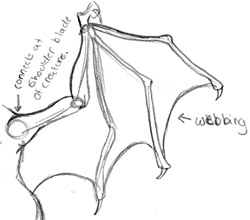 connects at
shoulder blade
of creature.
webbing